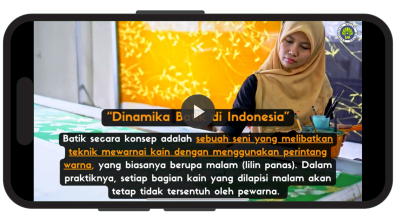 “Dinamika Ba di Indonesia”
Batik secara konsep adalah sebuah seni yang melibatkan
teknik mewarnai kain dengan menggunakan perintang
warna, yang biasanya berupa malam (lilin panas). Dalam
praktiknya, setiap bagian kain yang dilapisi malam akan
tetap tidak tersentuh oleh pewarna.